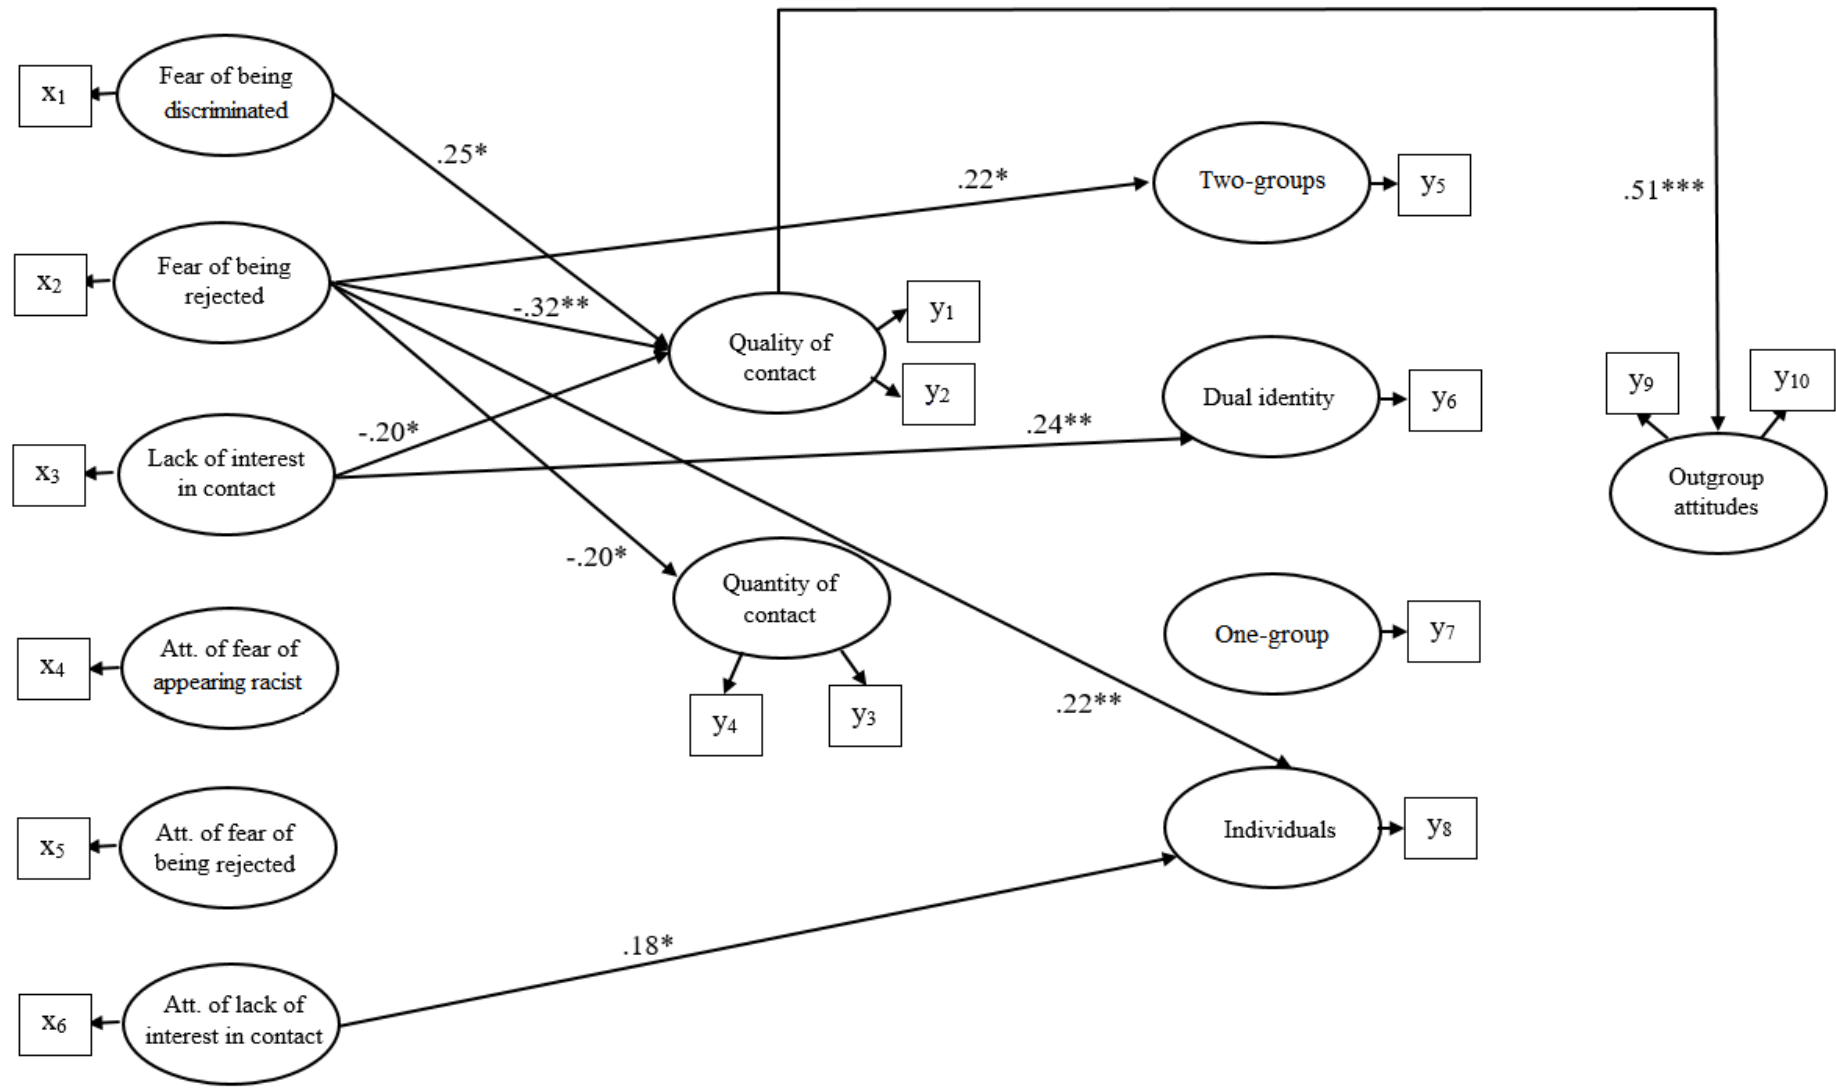 x1
Fear of being
discriminated
.25*
x2
Fear of being
rejected
.22*
-.32**
x3
Lack of interest
in contact
-.20*
.24**
-.20*
x4
Att. of fear of
appearing racist
.22**
x5
Att. of fear of
being rejected
x6
Att. of lack of
interest in contact
.18*
Quality of
contact
y1
y2
Quantity of
contact
y4
y3
Two-groups
y5
Dual identity
y6
One-group
y7
Individuals
y8
.51***
y9
y10
Outgroup
attitudes